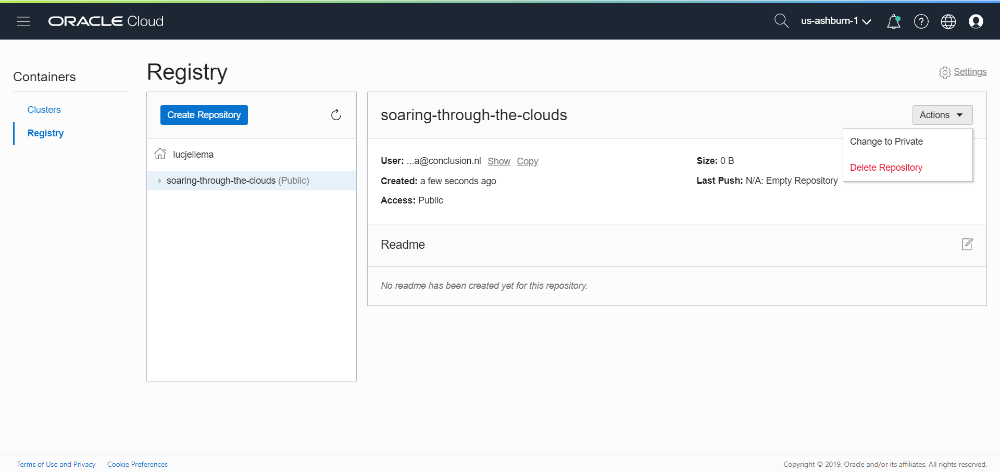 ORACLE Cloud
us-ashburn-1
Containers
Clusters
Registry
Registry
Settings
Create Repository
lucjellema
soaring-through-the-clouds (Public)
soaring-through-the-clouds
Actions
Change to Private
Delete Repository
User: ...a@conclusion.nl Show Copy
Created: a few seconds ago
Access: Public
Size: 0 B
Last Push: N/A: Empty Repository
Readme
No readme has been created yet for this repository.
Terms of Use and Privacy Cookie Preferences
Copyright © 2019, Oracle and/or its affiliates. All rights reserved.